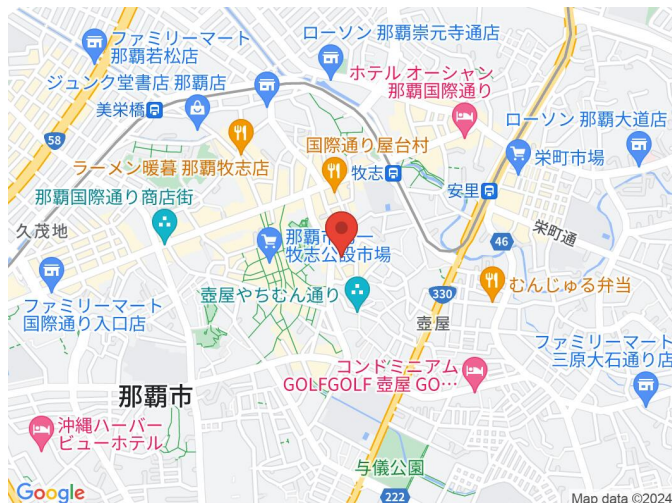 ファミリーマート
那覇若松店
ローソン 那覇崇元寺通店
ジュンク堂書店 那覇店
ホテル オーシャン
那覇国際通り
美栄橋
58
ローソン 那覇大道店
国際通り屋台村
ラーメン暖暮 那覇牧志店
牧志
栄町市場
安里
那覇国際通り商店街
久茂地
栄町通
46
那覇市第一
牧志公設市場
ファミリーマート
国際通り入口店
壺屋やちむん通り
330
むんじゅる弁当
壺屋
ファミリーマート
三原大石通り店
コンドミニアム
GOLFGOLF 壺屋 GO…
那覇市
沖縄ハーバー
ビューホテル
与儀公園
222
Google
Map data ©2024